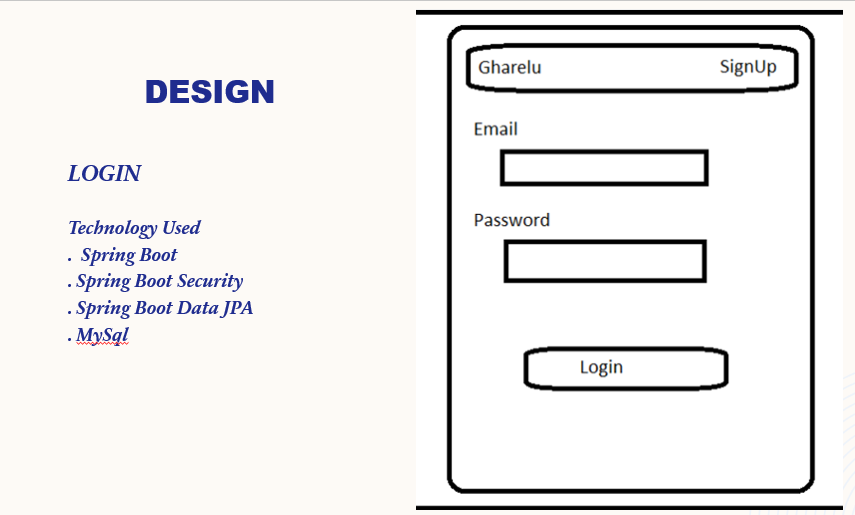 DESIGN
LOGIN
Technology Used
. Spring Boot
. Spring Boot Security
. Spring Boot Data JPA
. MySql
Gharelu SignUp
Email
Password
Login